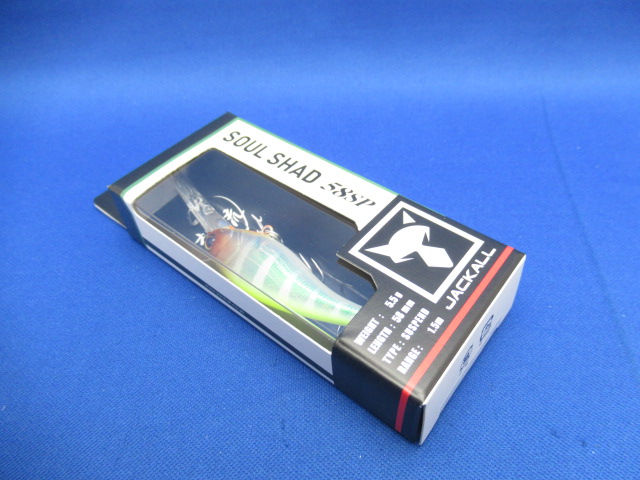 SOUL SHAD 58SP
JACKALL
WEIGHT : 5.5g
LENGTH : 58mm
TYPE : SUSPEND
RANGE : 1.5m